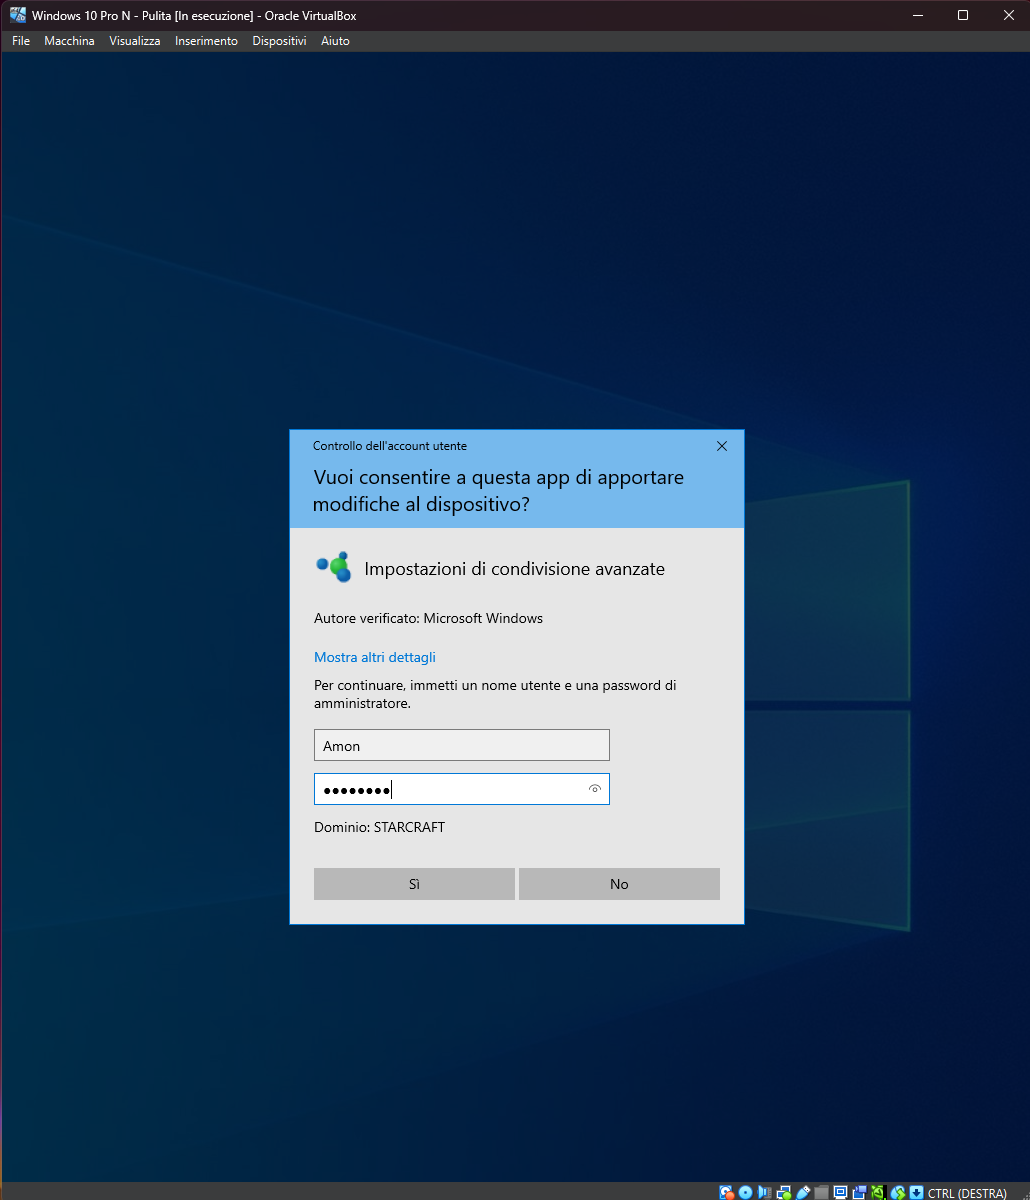 Windows 10 Pro N - Pulita [In esecuzione] - Oracle VirtualBox
File Macchina Visualizza Inserimento Dispositivi Aiuto
Controllo dell'account utente
Vuoi consentire a questa app di apportare
modifiche al dispositivo?
Impostazioni di condivisione avanzate
Autore verificato: Microsoft Windows
Mostra altri dettagli
Per continuare, immetti un nome utente e una password di
amministratore.
Amon
●●●●●●●●
Dominio: STARCRAFT
Sì No
CTRL (DESTRA)